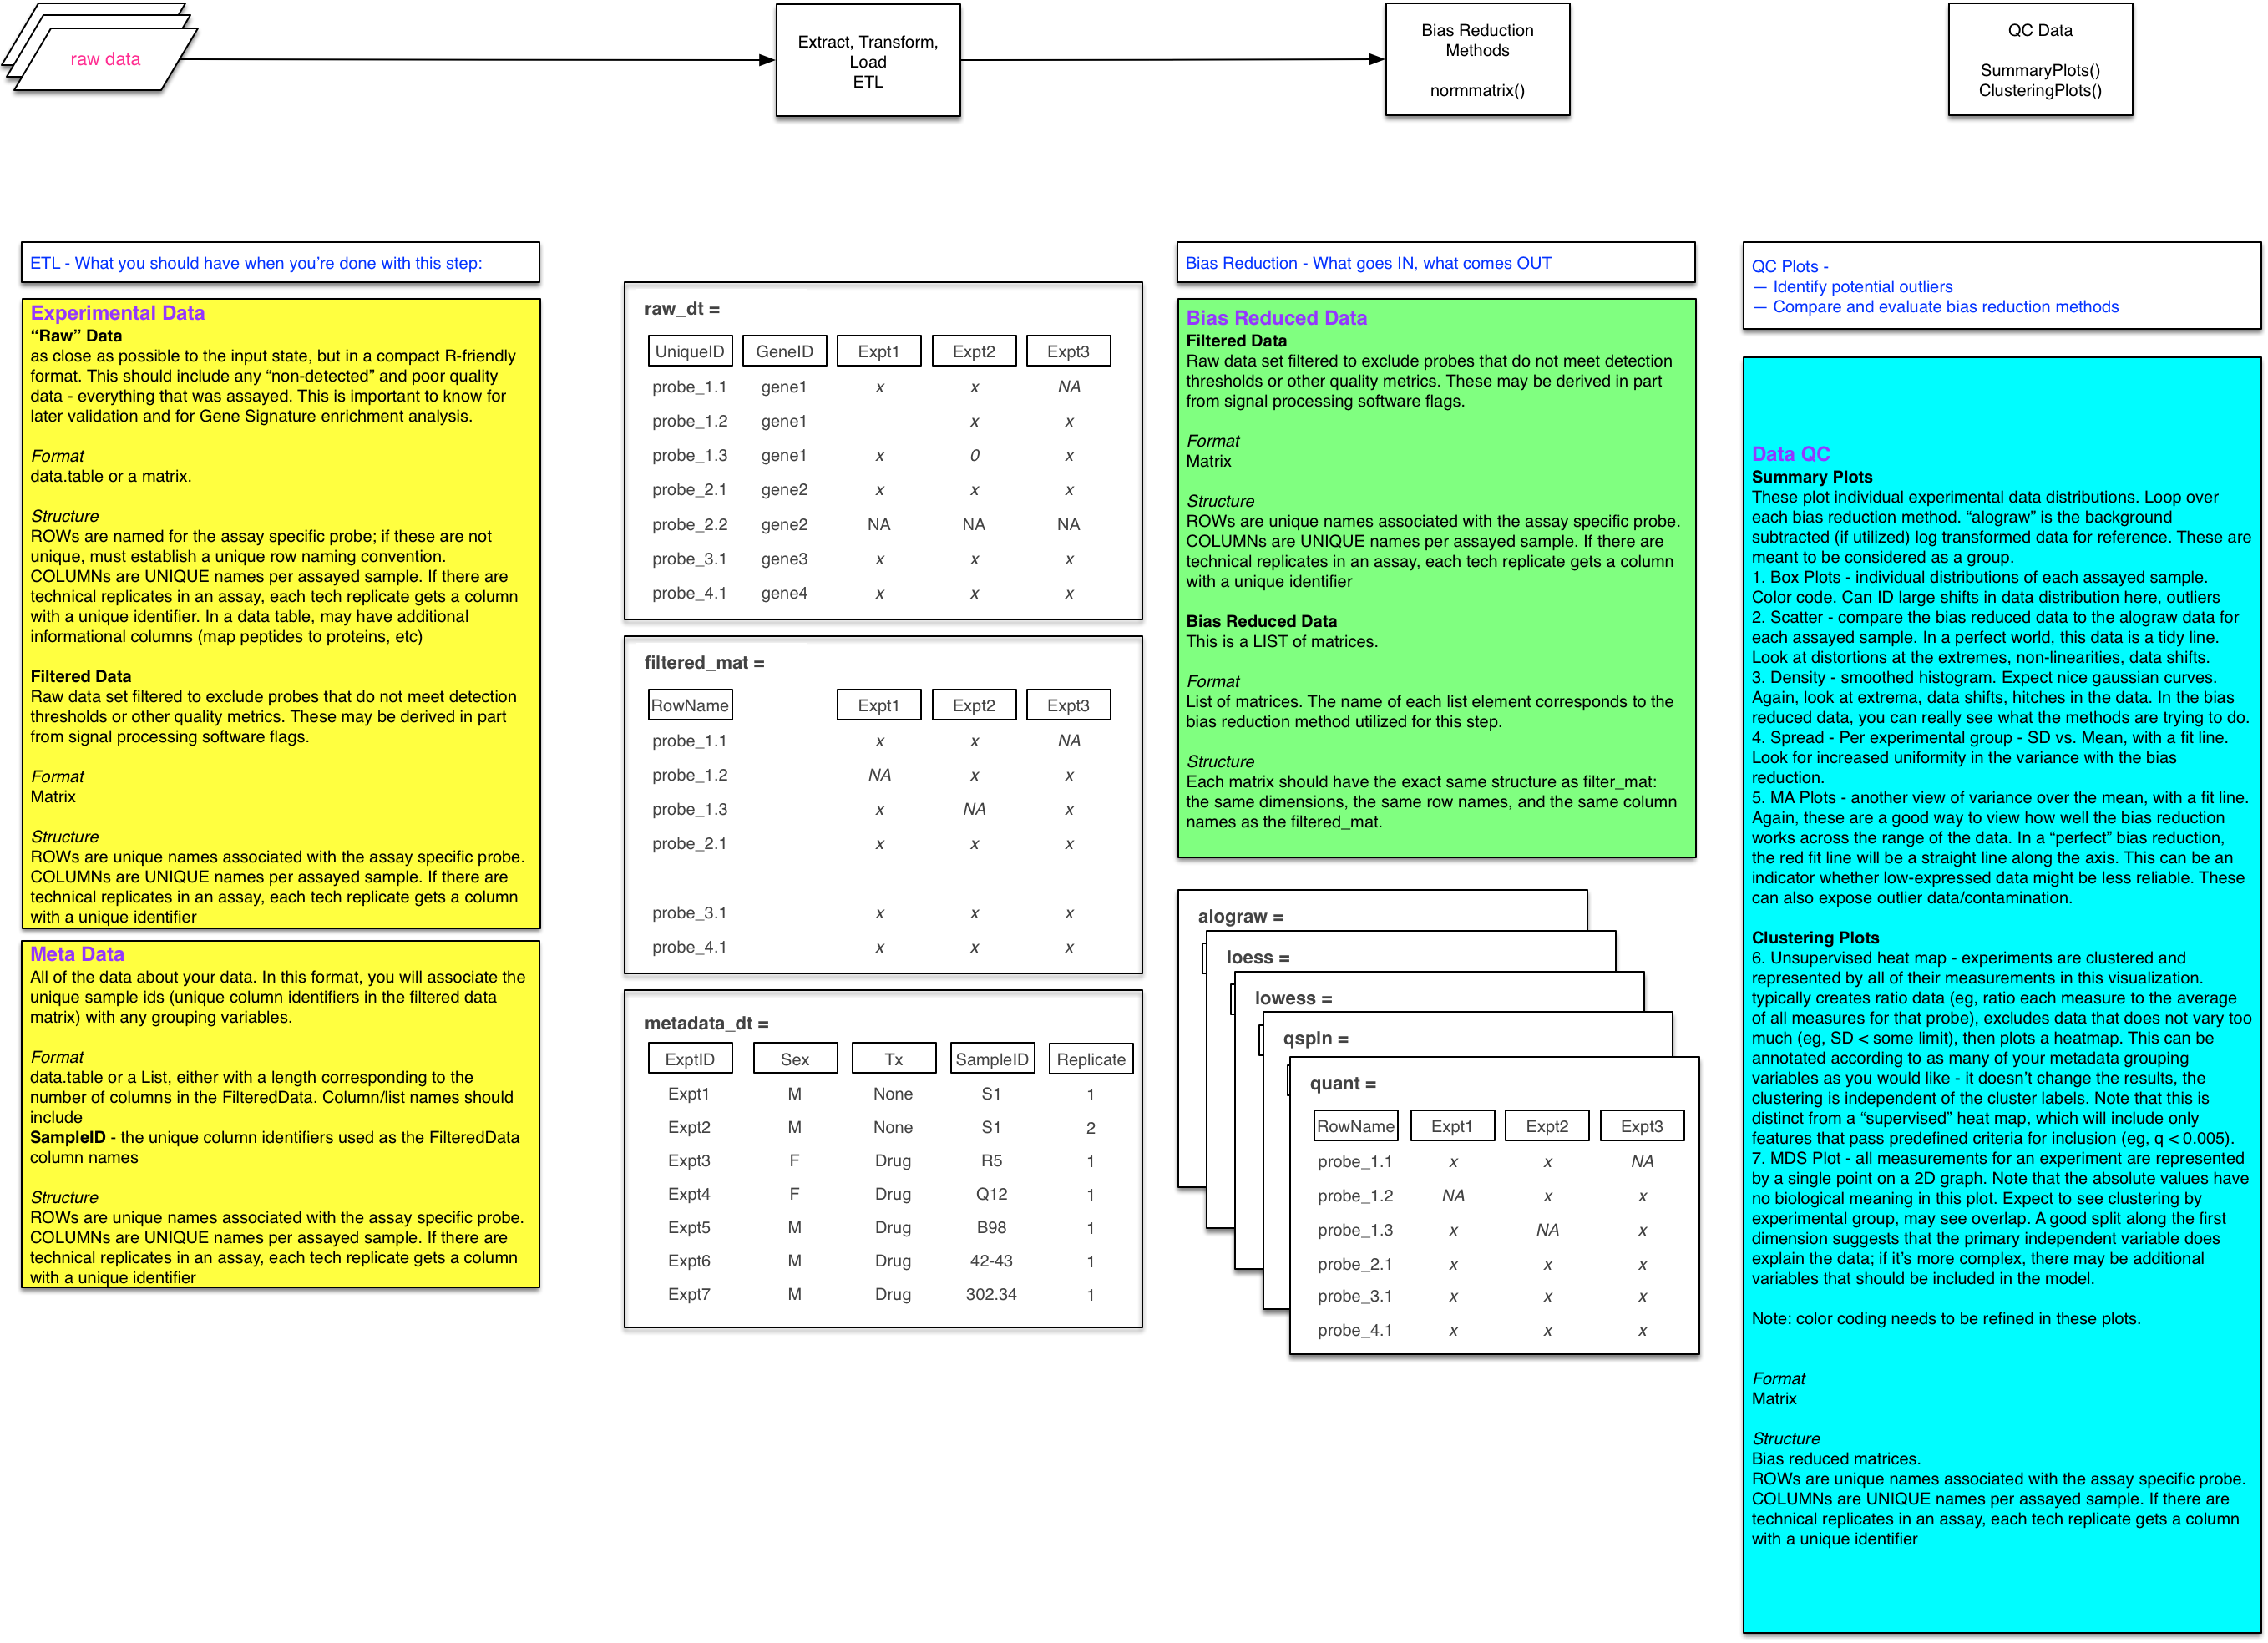 raw data
Extract, Transform,
Load
ETL
Bias Reduction
Methods
normmatrix()
QC Data
SummaryPlots()
ClusteringPlots()
ETL - What you should have when you’re done with this step:
Experimental Data
“Raw” Data
as close as possible to the input state, but in a compact R-friendly
format. This should include any “non-detected” and poor quality
data - everything that was assayed. This is important to know for
later validation and for Gene Signature enrichment analysis.
Format
data.table or a matrix.
Structure
ROWs are named for the assay specific probe; if these are not
unique, must establish a unique row naming convention.
COLUMNs are UNIQUE names per assayed sample. If there are
technical replicates in an assay, each tech replicate gets a column
with a unique identifier. In a data table, may have additional
informational columns (map peptides to proteins, etc)
Filtered Data
Raw data set filtered to exclude probes that do not meet detection
thresholds or other quality metrics. These may be derived in part
from signal processing software flags.
Format
Matrix
Structure
ROWs are unique names associated with the assay specific probe.
COLUMNs are UNIQUE names per assayed sample. If there are
technical replicates in an assay, each tech replicate gets a column
with a unique identifier
Meta Data
All of the data about your data. In this format, you will associate the
unique sample ids (unique column identifiers in the filtered data
matrix) with any grouping variables.
Format
data.table or a List, either with a length corresponding to the
number of columns in the FilteredData. Column/list names should
include
SampleID - the unique column identifiers used as the FilteredData
column names
Structure
ROWs are unique names associated with the assay specific probe.
COLUMNs are UNIQUE names per assayed sample. If there are
technical replicates in an assay, each tech replicate gets a column
with a unique identifier
raw_dt =
UniqueID GeneID Expt1 Expt2 Expt3
probe_1.1 gene1 x x NA
probe_1.2 gene1 x x
probe_1.3 gene1 x 0 x
probe_2.1 gene2 x x x
probe_2.2 gene2 NA NA NA
probe_3.1 gene3 x x x
probe_4.1 gene4 x x x
filtered_mat =
RowName Expt1 Expt2 Expt3
probe_1.1 x x NA
probe_1.2 NA x x
probe_1.3 x NA x
probe_2.1 x x x
probe_3.1 x x x
probe_4.1 x x x
metadata_dt =
ExptID Sex Tx SampleID Replicate
Expt1 M None S1 1
Expt2 M None S1 2
Expt3 F Drug R5 1
Expt4 F Drug Q12 1
Expt5 M Drug B98 1
Expt6 M Drug 42-43 1
Expt7 M Drug 302.34 1
Bias Reduction - What goes IN, what comes OUT
Bias Reduced Data
Filtered Data
Raw data set filtered to exclude probes that do not meet detection
thresholds or other quality metrics. These may be derived in part
from signal processing software flags.
Format
Matrix
Structure
ROWs are unique names associated with the assay specific probe.
COLUMNs are UNIQUE names per assayed sample. If there are
technical replicates in an assay, each tech replicate gets a column
with a unique identifier
Bias Reduced Data
This is a LIST of matrices.
Format
List of matrices. The name of each list element corresponds to the
bias reduction method utilized for this step.
Structure
Each matrix should have the exact same structure as filter_mat:
the same dimensions, the same row names, and the same column
names as the filtered_mat.
alograw =
loess =
lowess =
qspln =
quant =
RowName Expt1 Expt2 Expt3
probe_1.1 x x NA
probe_1.2 NA x x
probe_1.3 x NA x
probe_2.1 x x x
probe_3.1 x x x
probe_4.1 x x x
QC Plots -
— Identify potential outliers
— Compare and evaluate bias reduction methods
Data QC
Summary Plots
These plot individual experimental data distributions. Loop over
each bias reduction method. “alograw” is the background
subtracted (if utilized) log transformed data for reference. These are
meant to be considered as a group.
1. Box Plots - individual distributions of each assayed sample.
Color code. Can ID large shifts in data distribution here, outliers
2. Scatter - compare the bias reduced data to the alograw data for
each assayed sample. In a perfect world, this data is a tidy line.
Look at distortions at the extremes, non-linearities, data shifts.
3. Density - smoothed histogram. Expect nice gaussian curves.
Again, look at extrema, data shifts, hitches in the data. In the bias
reduced data, you can really see what the methods are trying to do.
4. Spread - Per experimental group - SD vs. Mean, with a fit line.
Look for increased uniformity in the variance with the bias
reduction.
5. MA Plots - another view of variance over the mean, with a fit line.
Again, these are a good way to view how well the bias reduction
works across the range of the data. In a “perfect” bias reduction,
the red fit line will be a straight line along the axis. This can be an
indicator whether low-expressed data might be less reliable. These
can also expose outlier data/contamination.
Clustering Plots
6. Unsupervised heat map - experiments are clustered and
represented by all of their measurements in this visualization.
typically creates ratio data (eg, ratio each measure to the average
of all measures for that probe), excludes data that does not vary too
much (eg, SD < some limit), then plots a heatmap. This can be
annotated according to as many of your metadata grouping
variables as you would like - it doesn’t change the results, the
clustering is independent of the cluster labels. Note that this is
distinct from a “supervised” heat map, which will include only
features that pass predefined criteria for inclusion (eg, q < 0.005).
7. MDS Plot - all measurements for an experiment are represented
by a single point on a 2D graph. Note that the absolute values have
no biological meaning in this plot. Expect to see clustering by
experimental group, may see overlap. A good split along the first
dimension suggests that the primary independent variable does
explain the data; if it’s more complex, there may be additional
variables that should be included in the model.
Note: color coding needs to be refined in these plots.
Format
Matrix
Structure
Bias reduced matrices.
ROWs are unique names associated with the assay specific probe.
COLUMNs are UNIQUE names per assayed sample. If there are
technical replicates in an assay, each tech replicate gets a column
with a unique identifier